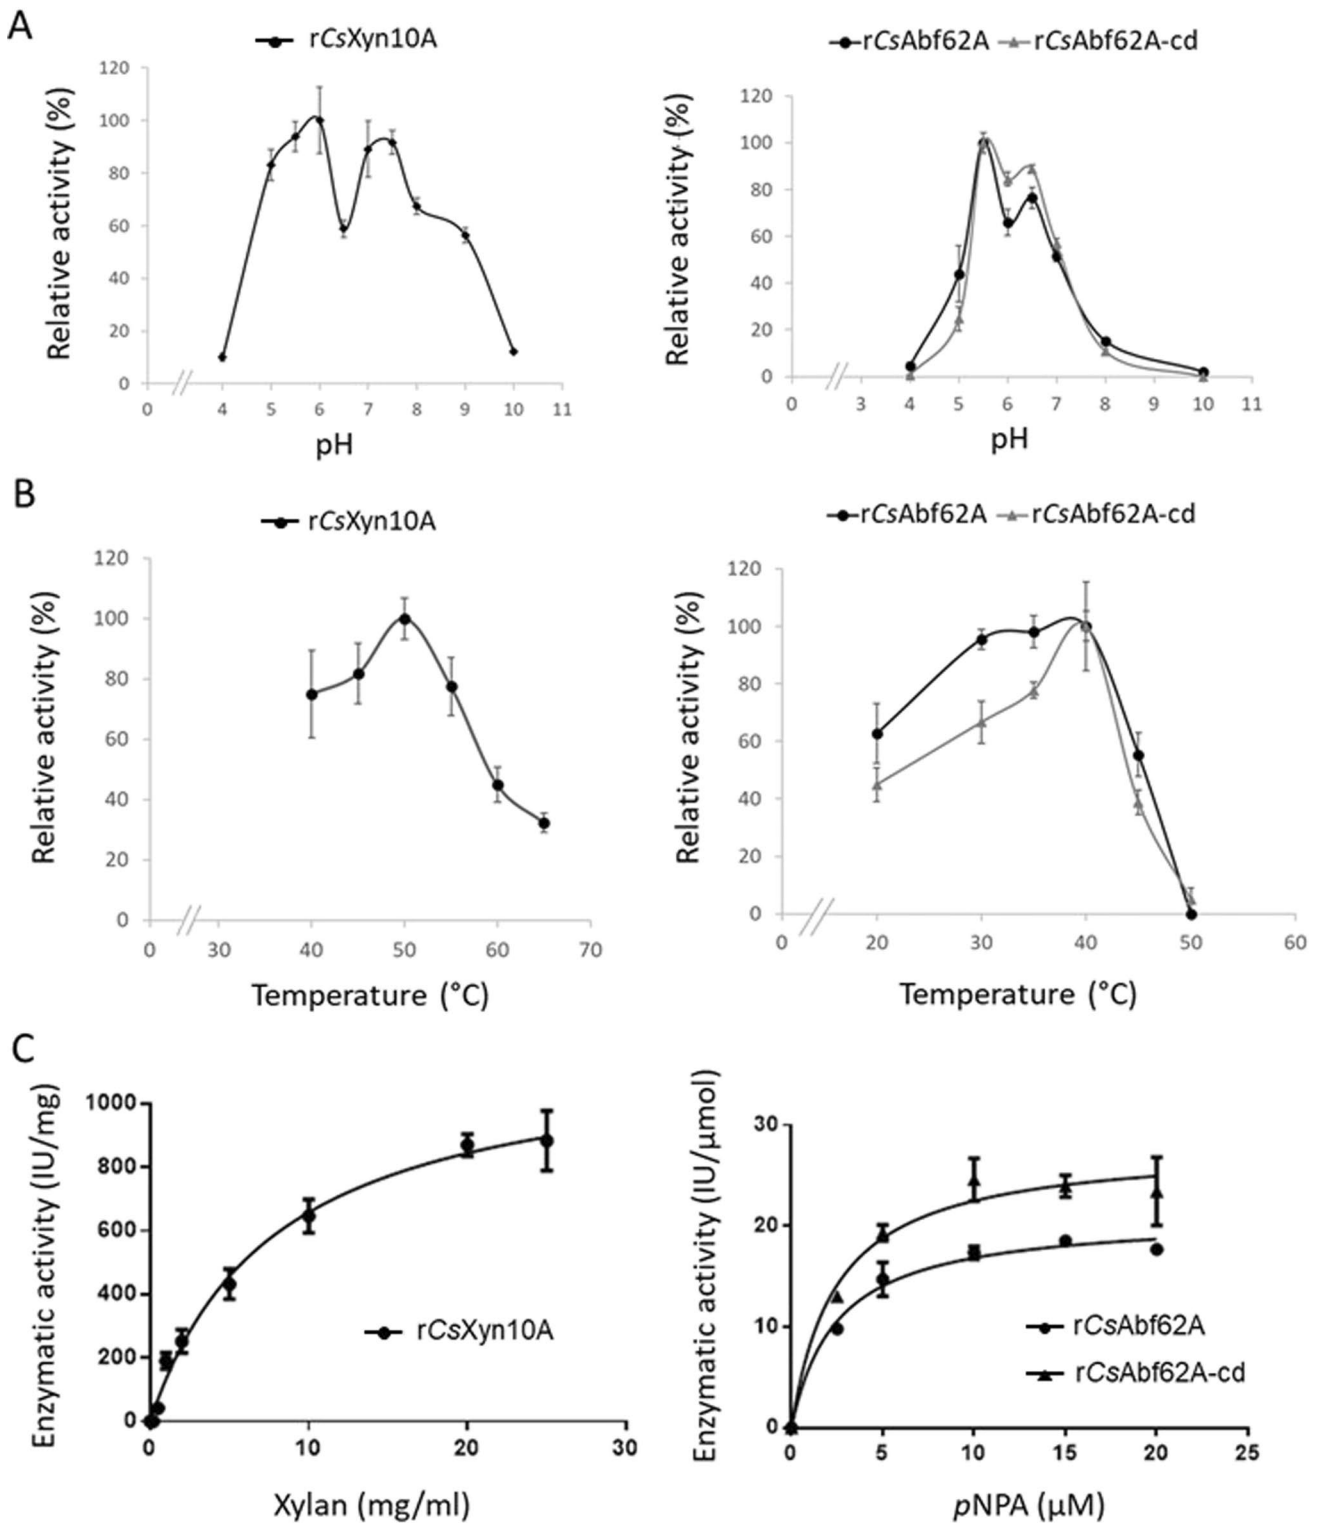 A
rCsXyn10A
Relative activity (%)
120
100
80
60
40
20
0
0 4 5 6 7 8 9 10 11
pH
rCsAbf62A rCsAbf62A-cd
Relative activity (%)
120
100
80
60
40
20
0
0 3 4 5 6 7 8 9 10 11
pH
B
rCsXyn10A
Relative activity (%)
120
100
80
60
40
20
0
0 30 40 50 60 70
Temperature (°C)
rCsAbf62A rCsAbf62A-cd
Relative activity (%)
120
100
80
60
40
20
0
0 20 30 40 50 60
Temperature (°C)
C
Enzymatic activity (IU/mg)
1000
800
600
400
200
0
0 10 20 30
rCsXyn10A
Xylan (mg/ml)
Enzymatic activity (IU/µmol)
30
20
10
0
0 5 10 15 20 25
rCsAbf62A
rCsAbf62A-cd
pNPA (µM)